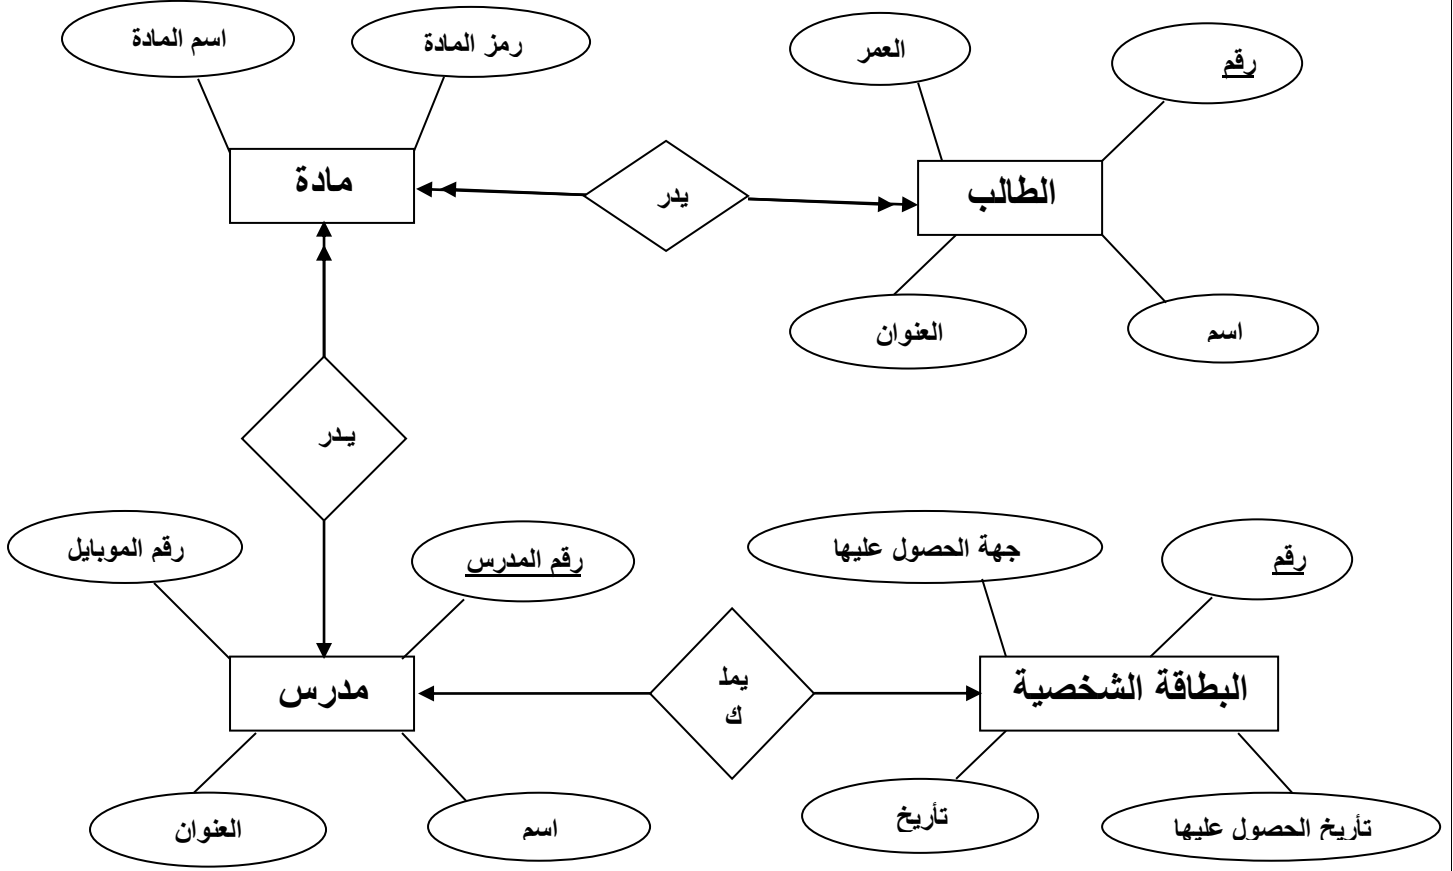 اسم المادة
رمز المادة
العمر
رقم
مادة
يدر
الطالب
العنوان
اسم
يـدر
رقم الموبايل
رقم المدرس
جهة الحصول عليها
رقم
مدرس
يمل
ك
البطاقة الشخصية
العنوان
اسم
تأريخ
تأريخ الحصول عليها